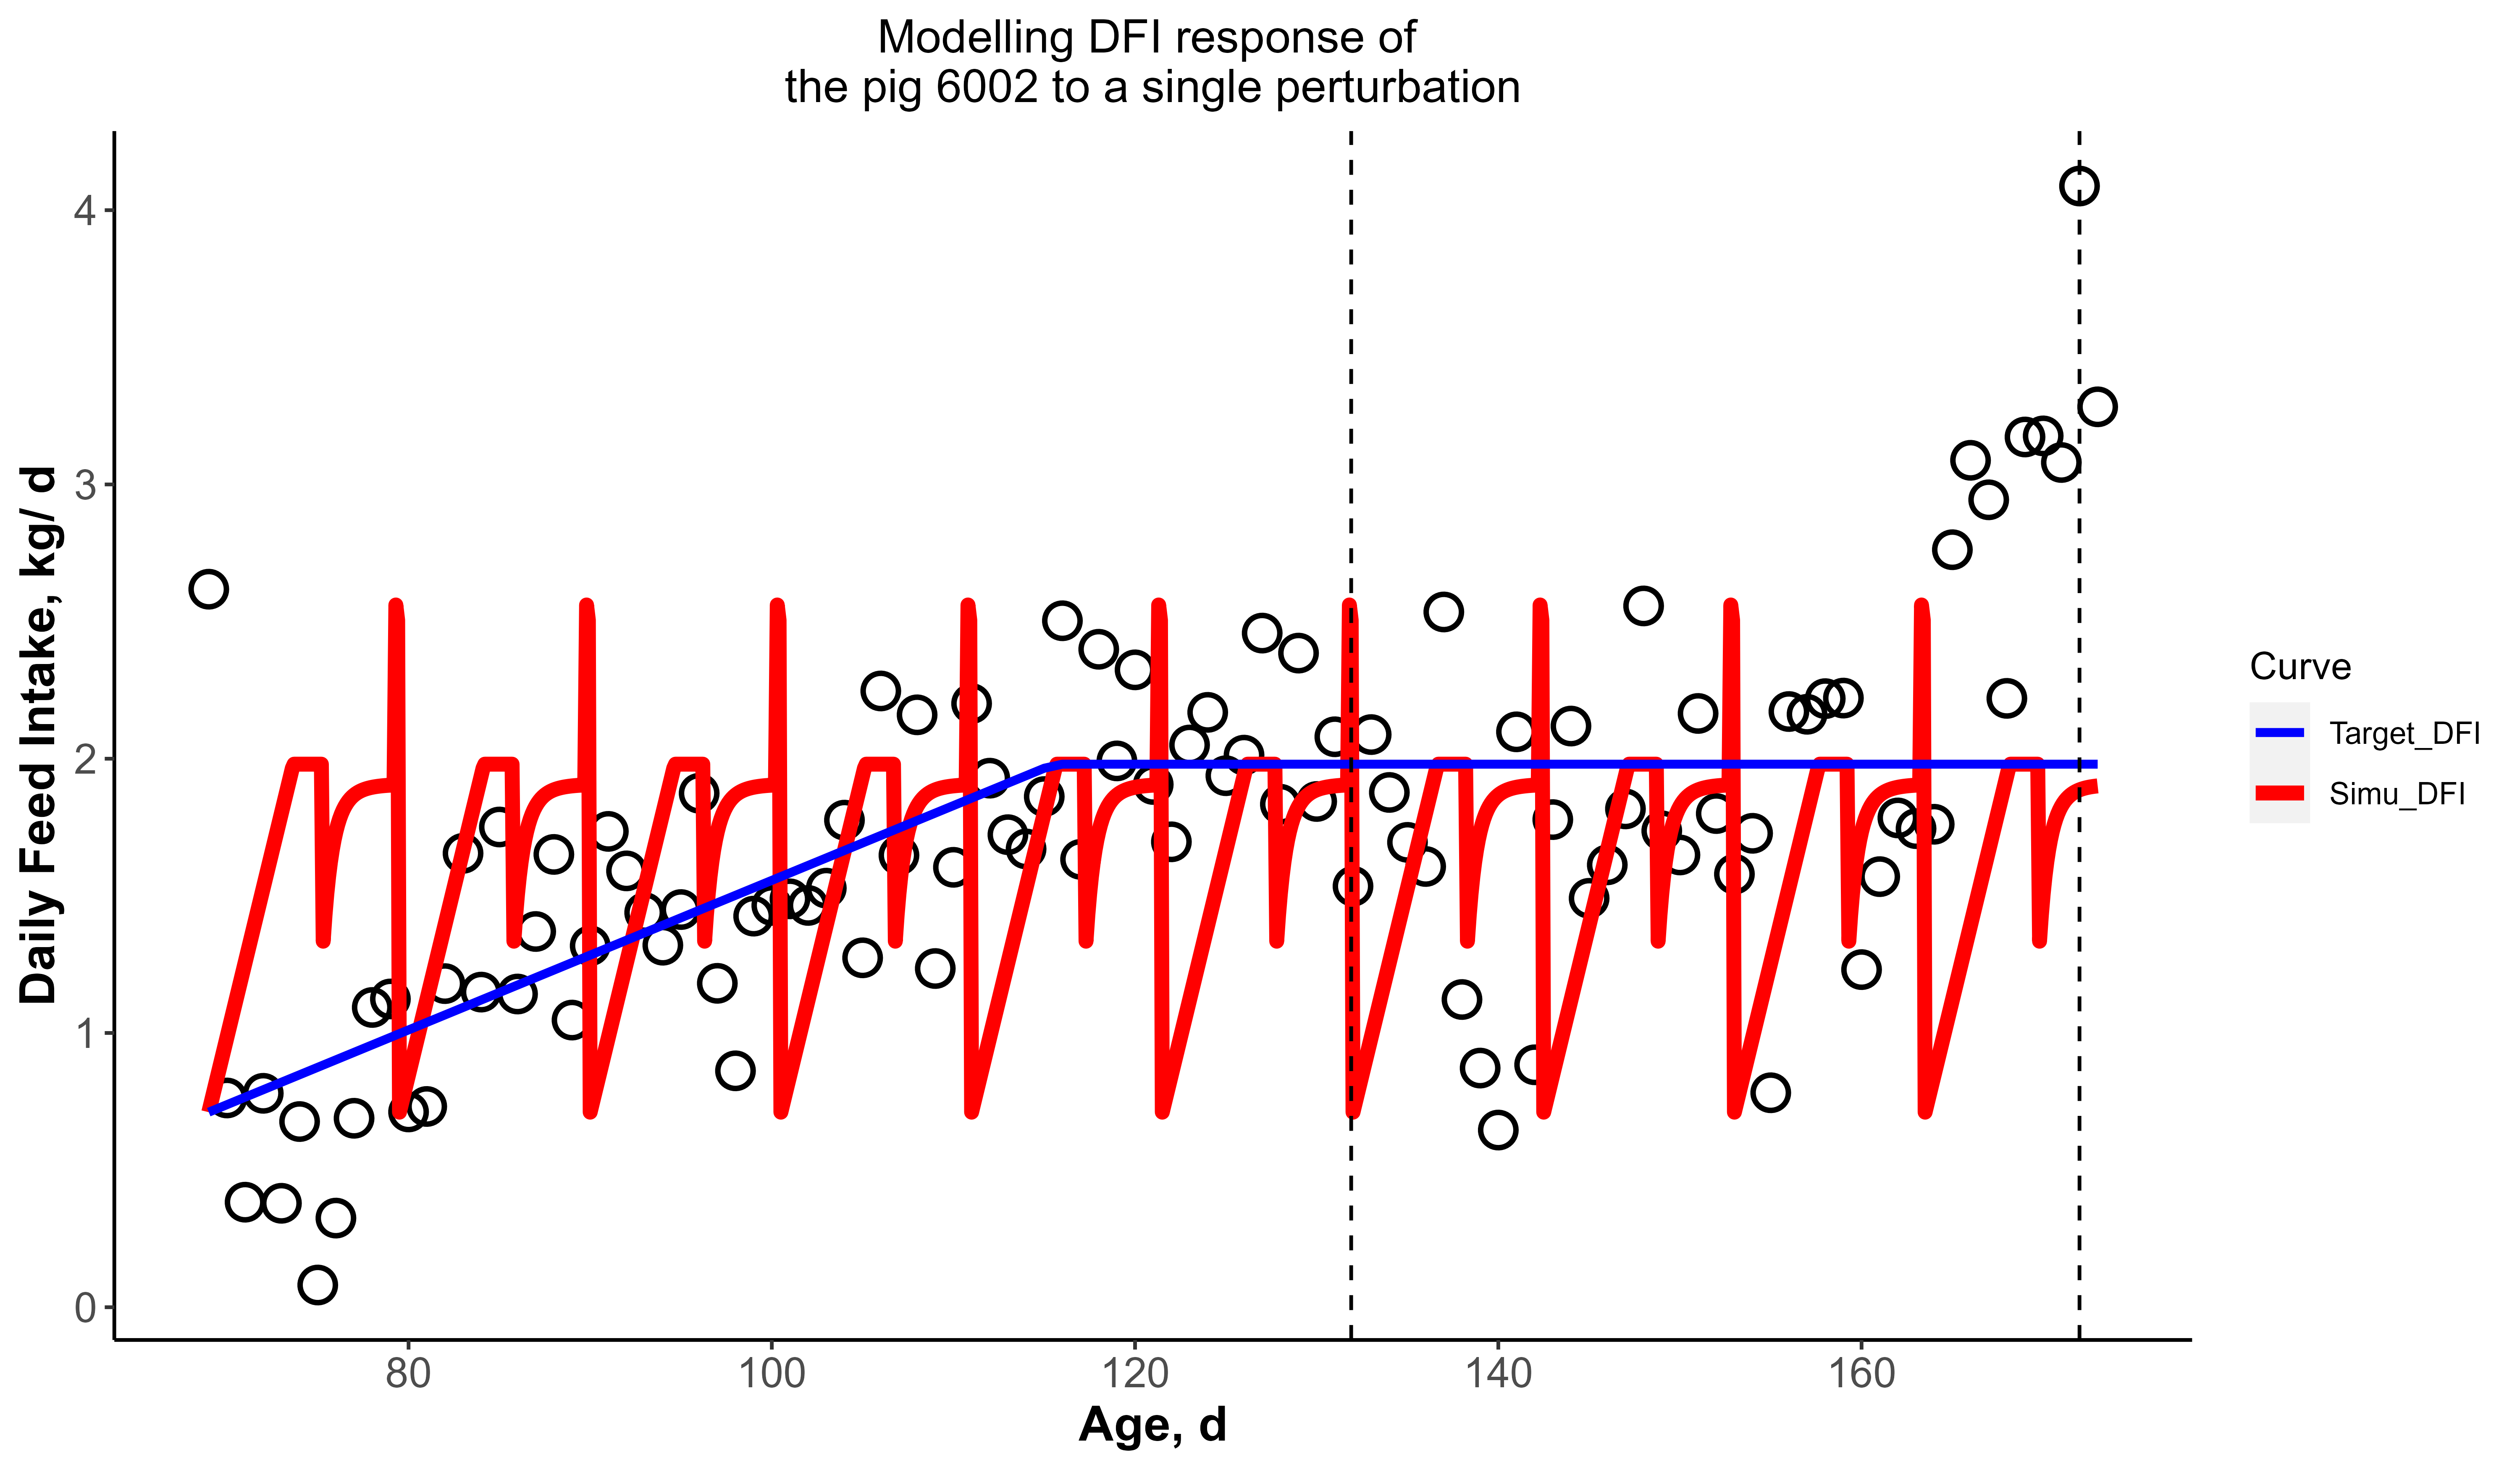 Modelling DFI response of
the pig 6002 to a single perturbation
Daily Feed Intake, kg/ d
4
3
2
1
0
80
100
120
140
160
Age, d
Curve
Target_DFI
Simu_DFI